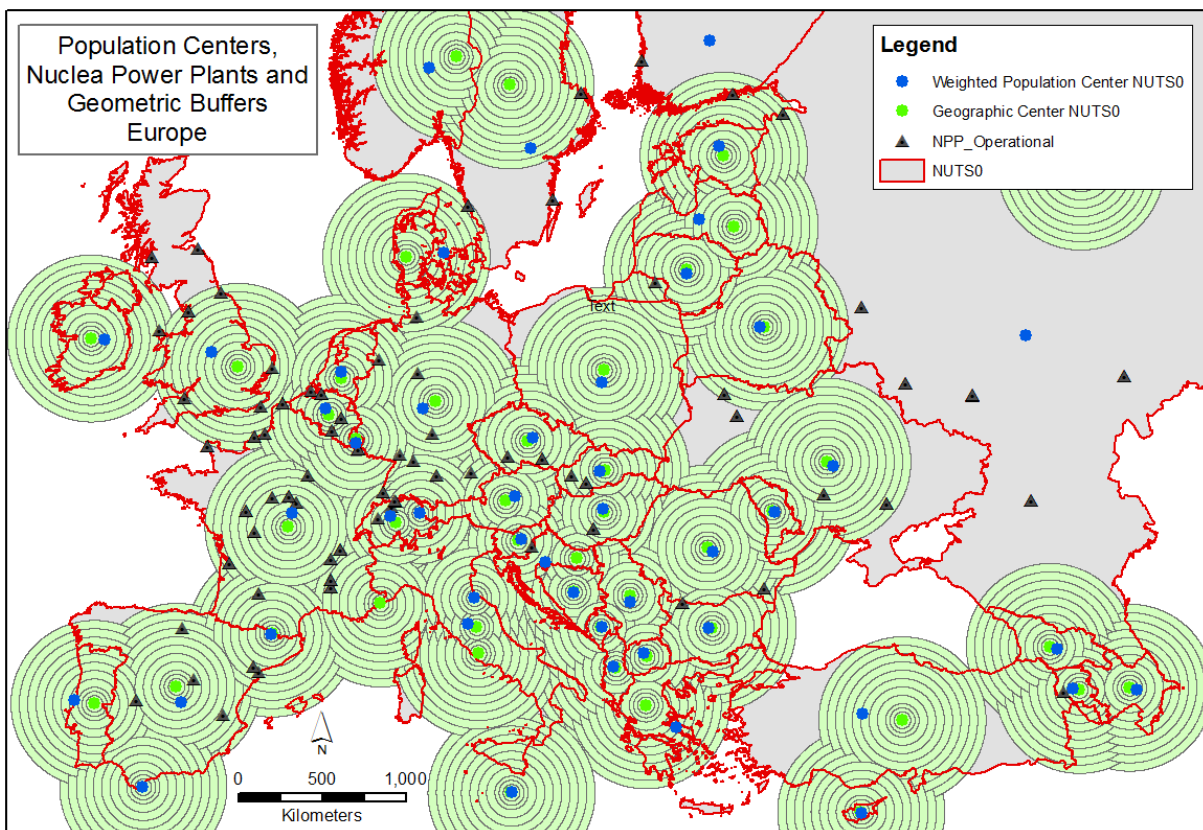 Population Centers,
Nuclea Power Plants and
Geometric Buffers
Europe
Legend
Weighted Population Center NUTS0
Geographic Center NUTS0
NPP_Operational
NUTS0
Text
N
0 500 1,000
Kilometers